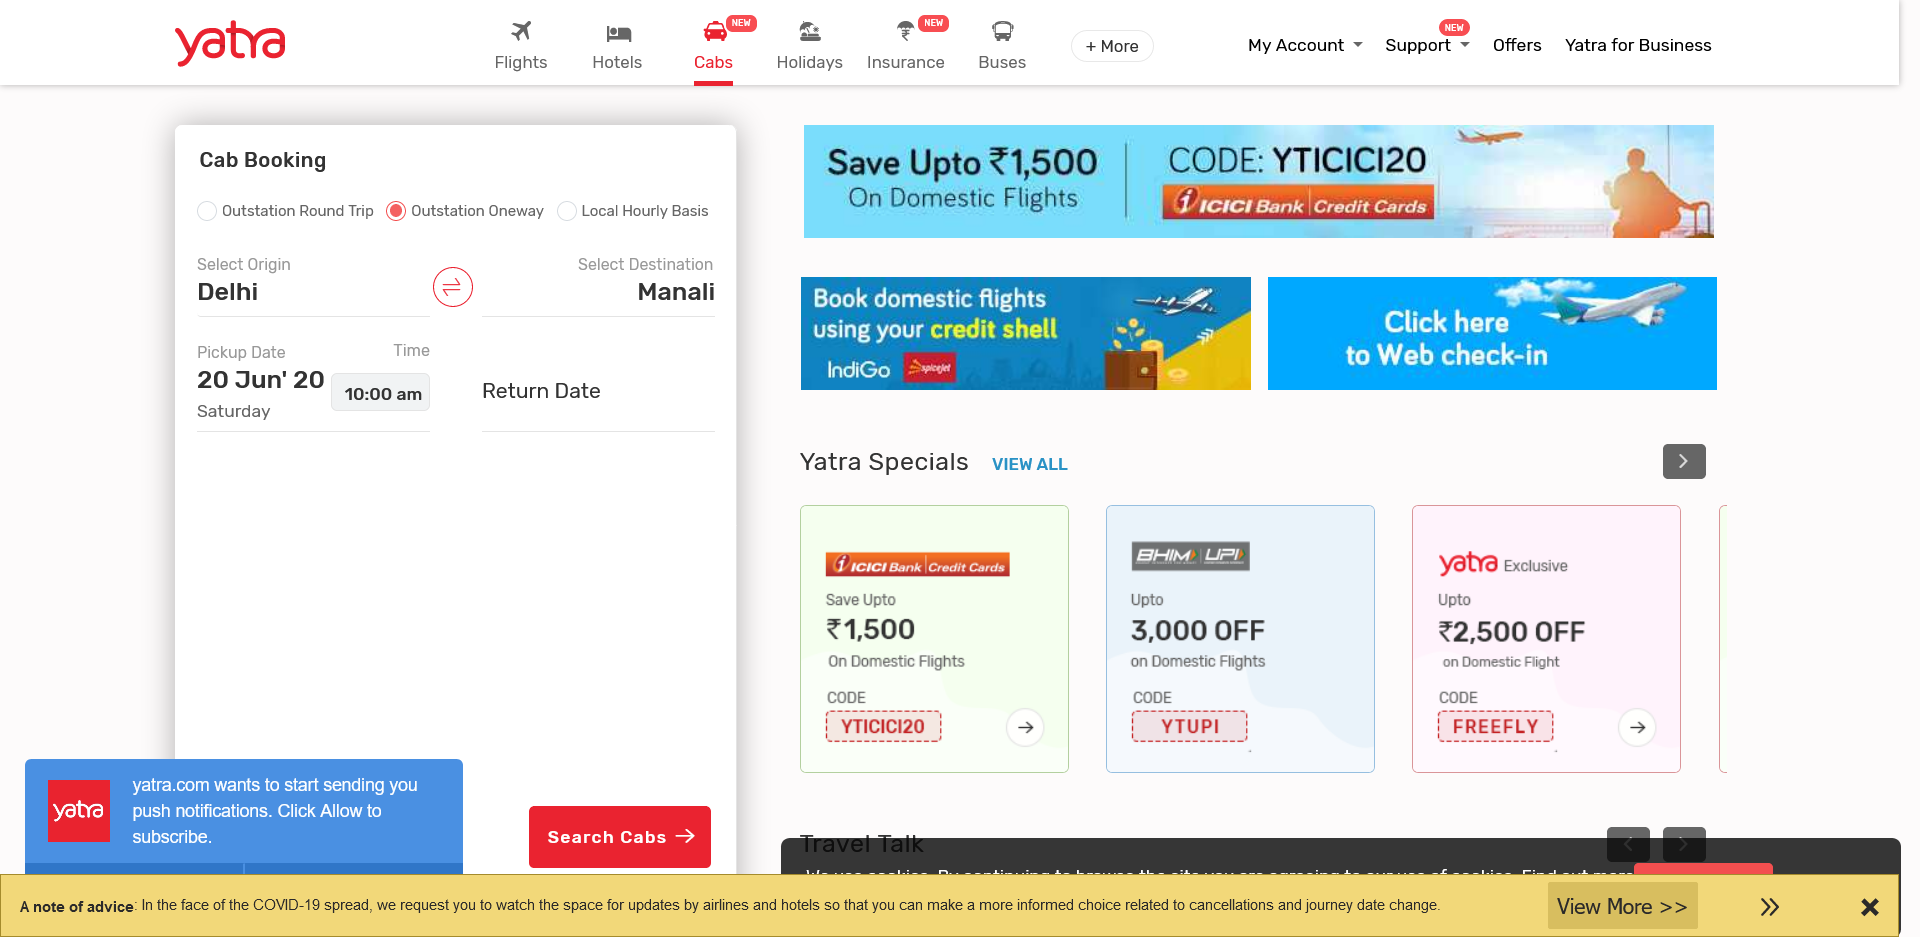 yatra
Flights
Hotels
NEW
Cabs
Holidays
NEW
Insurance
Buses
+ More
My Account
NEW
Support
Offers
Yatra for Business
Cab Booking
Outstation Round Trip
Outstation Oneway
Local Hourly Basis
Select Origin
Delhi
Select Destination
Manali
Pickup Date
20 Jun' 20
Saturday
Time
10:00 am
Return Date
Search Cabs
Save Upto ₹1,500
On Domestic Flights
CODE: YTICICI20
ICICI Bank Credit Cards
Book domestic flights
using your credit shell
IndiGo
spicejet
Click here
to Web check-in
Yatra Specials
VIEW ALL
ICICI Bank Credit Cards
Save Upto
₹1,500
On Domestic Flights
CODE
YTICICI20
BHIM UPI
Upto
3,000 OFF
on Domestic Flights
CODE
YTUPI
yatra Exclusive
Upto
₹2,500 OFF
on Domestic Flight
CODE
FREEFLY
Travel Talk
We use cookies. By continuing to browse the site you are agreeing to our use of cookies. Find out more
yatra
yatra.com wants to start sending you
push notifications. Click Allow to
subscribe.
A note of advice: In the face of the COVID-19 spread, we request you to watch the space for updates by airlines and hotels so that you can make a more informed choice related to cancellations and journey date change.
View More >>